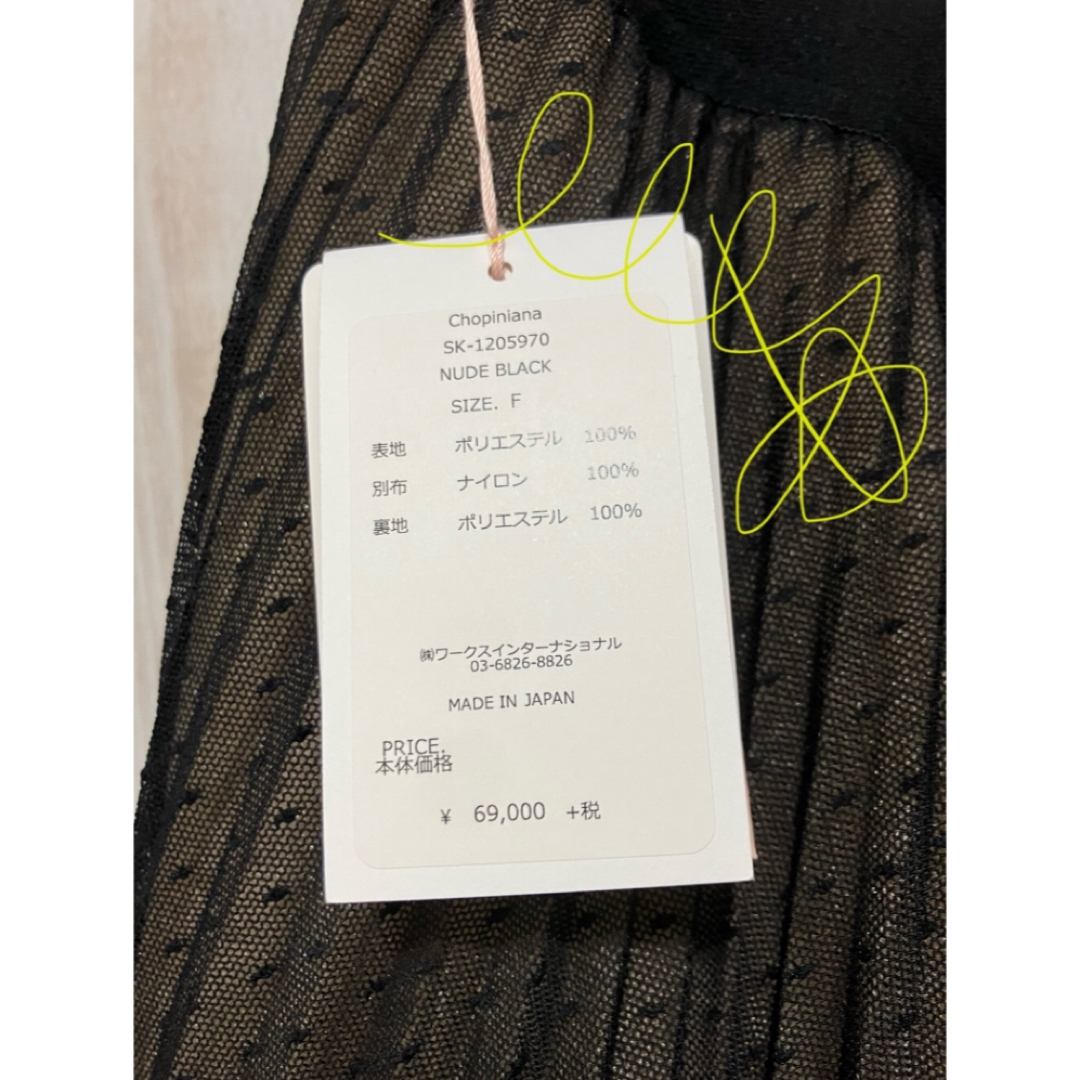 Chopiniana
SK-1205970
NUDE BLACK
SIZE. F
表地 ポリエステル 100%
別布 ナイロン 100%
裏地 ポリエステル 100%
㈱ワークスインターナショナル
03-6826-8826
MADE IN JAPAN
PRICE.
本体価格
¥ 69,000 +税